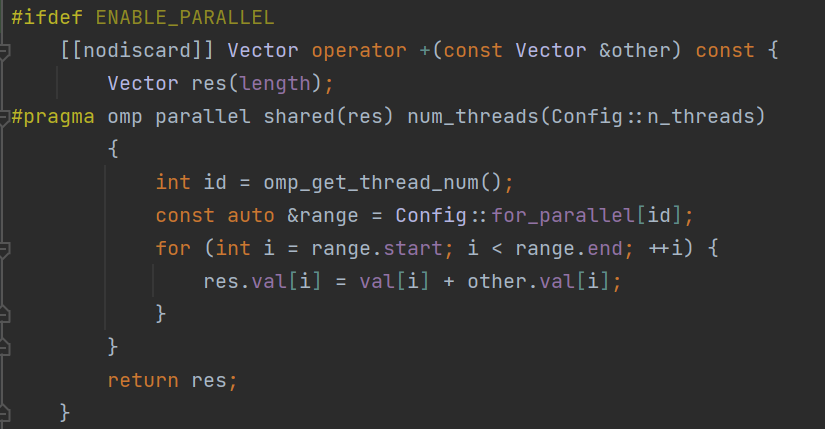 #ifdef ENABLE_PARALLEL
    [[nodiscard]] Vector operator +(const Vector &other) const {
        Vector res(length);
#pragma omp parallel shared(res) num_threads(Config::n_threads)
        {
            int id = omp_get_thread_num();
            const auto &range = Config::for_parallel[id];
            for (int i = range.start; i < range.end; ++i) {
                res.val[i] = val[i] + other.val[i];
            }
        }
        return res;
    }